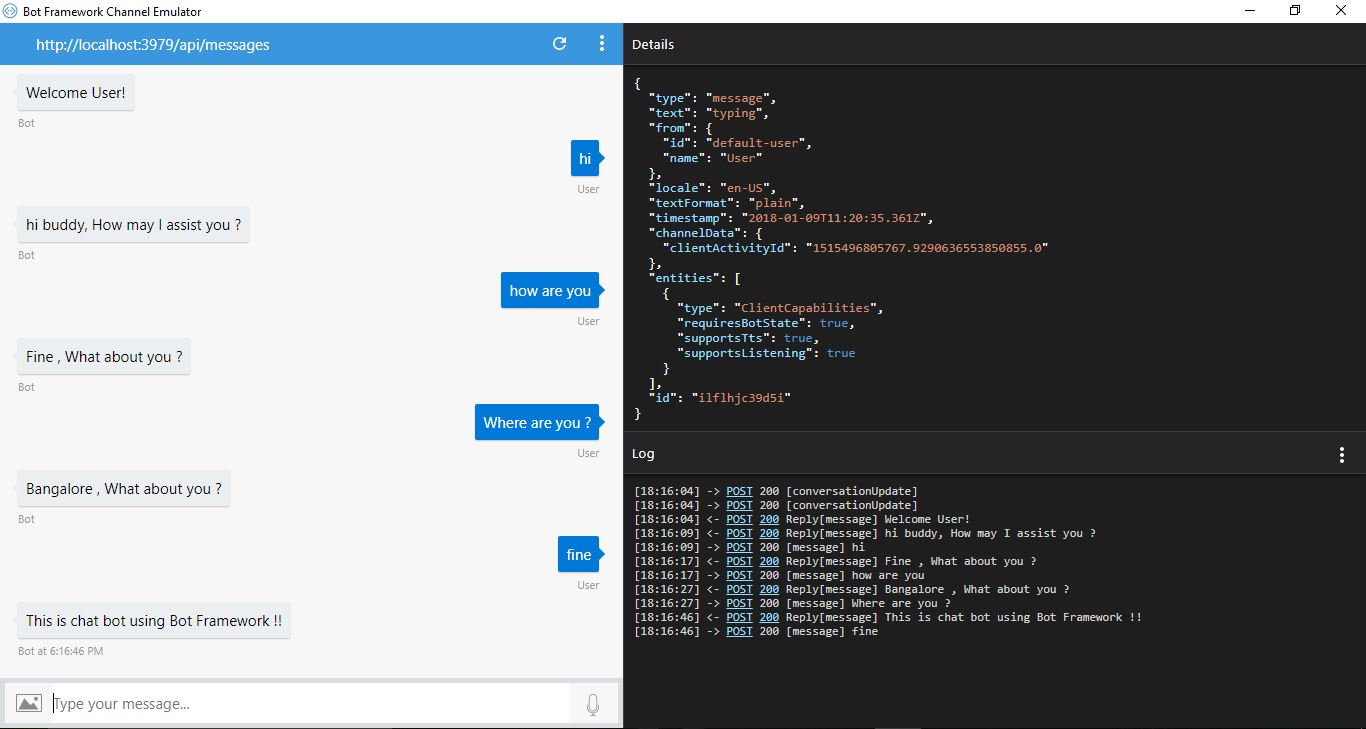 Bot Framework Channel Emulator
http://localhost:3979/api/messages
Welcome User!
Bot
hi
User
hi buddy, How may I assist you ?
Bot
how are you
User
Fine , What about you ?
Bot
Where are you ?
User
Bangalore , What about you ?
Bot
fine
User
This is chat bot using Bot Framework !!
Bot at 6:16:46 PM
Type your message...
Details
{
"type": "message",
"text": "typing",
"from": {
"id": "default-user",
"name": "User"
},
"locale": "en-US",
"textFormat": "plain",
"timestamp": "2018-01-09T11:20:35.361Z",
"channelData": {
"clientActivityId": "1515496805767.9290636553850855.0"
},
"entities": [
{
"type": "ClientCapabilities",
"requiresBotState": true,
"supportsTts": true,
"supportsListening": true
}
],
"id": "ilflhjc39d5i"
}
Log
[18:16:04] -> POST 200 [conversationUpdate]
[18:16:04] -> POST 200 [conversationUpdate]
[18:16:04] <- POST 200 Reply[message] Welcome User!
[18:16:09] <- POST 200 Reply[message] hi buddy, How may I assist you ?
[18:16:09] -> POST 200 [message] hi
[18:16:17] <- POST 200 Reply[message] Fine , What about you ?
[18:16:17] -> POST 200 [message] how are you
[18:16:27] <- POST 200 Reply[message] Bangalore , What about you ?
[18:16:27] -> POST 200 [message] Where are you ?
[18:16:46] <- POST 200 Reply[message] This is chat bot using Bot Framework !!
[18:16:46] -> POST 200 [message] fine